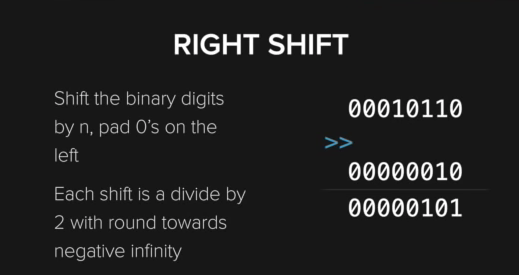 RIGHT SHIFT
Shift the binary digits
by n, pad 0's on the
left
Each shift is a divide by
2 with round towards
negative infinity
00010110
>>
00000010
00000101